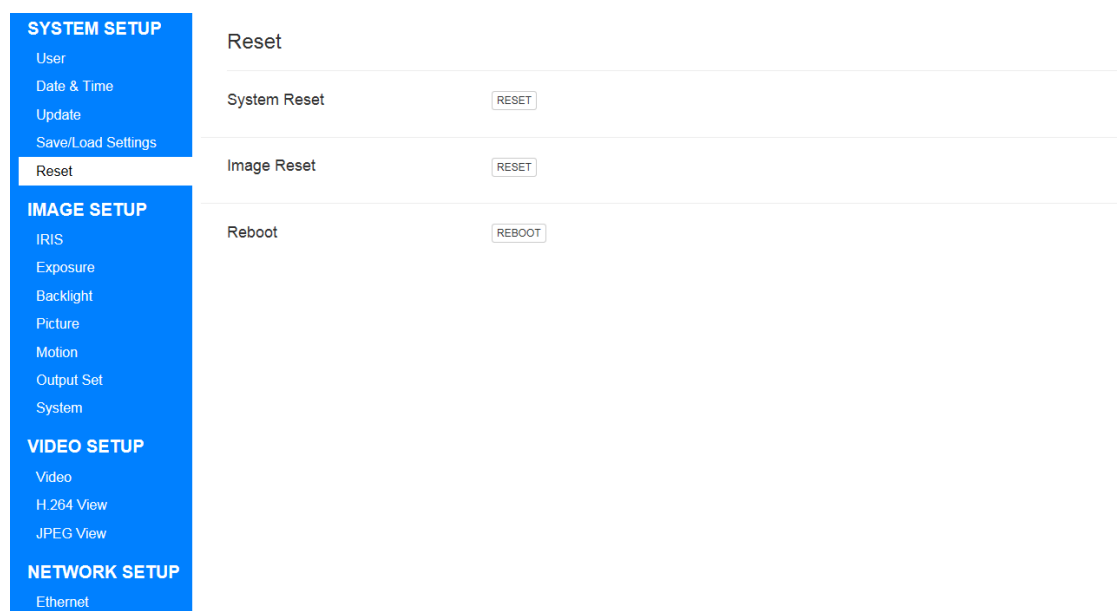 SYSTEM SETUP
User
Date & Time
Update
Save/Load Settings
Reset
IMAGE SETUP
IRIS
Exposure
Backlight
Picture
Motion
Output Set
System
VIDEO SETUP
Video
H.264 View
JPEG View
NETWORK SETUP
Ethernet
Reset
System Reset RESET
Image Reset RESET
Reboot REBOOT